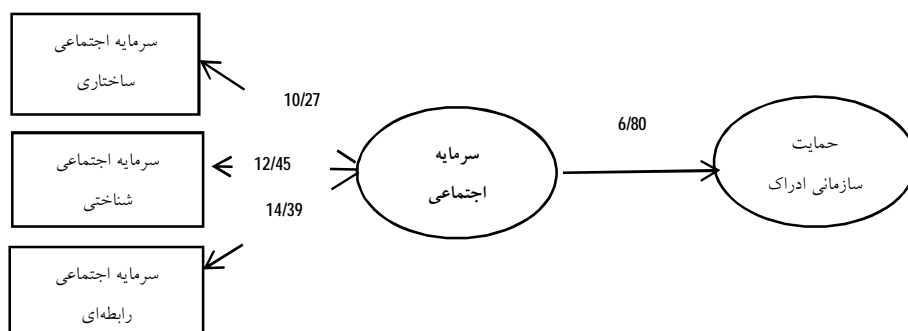 سرمایه اجتماعی
ساختاری
10/27
سرمایه اجتماعی
شناختی
12/45
14/39
سرمایه اجتماعی
رابطه‌ای
سرمایه
اجتماعی
6/80
حمایت
سازمانی ادراک